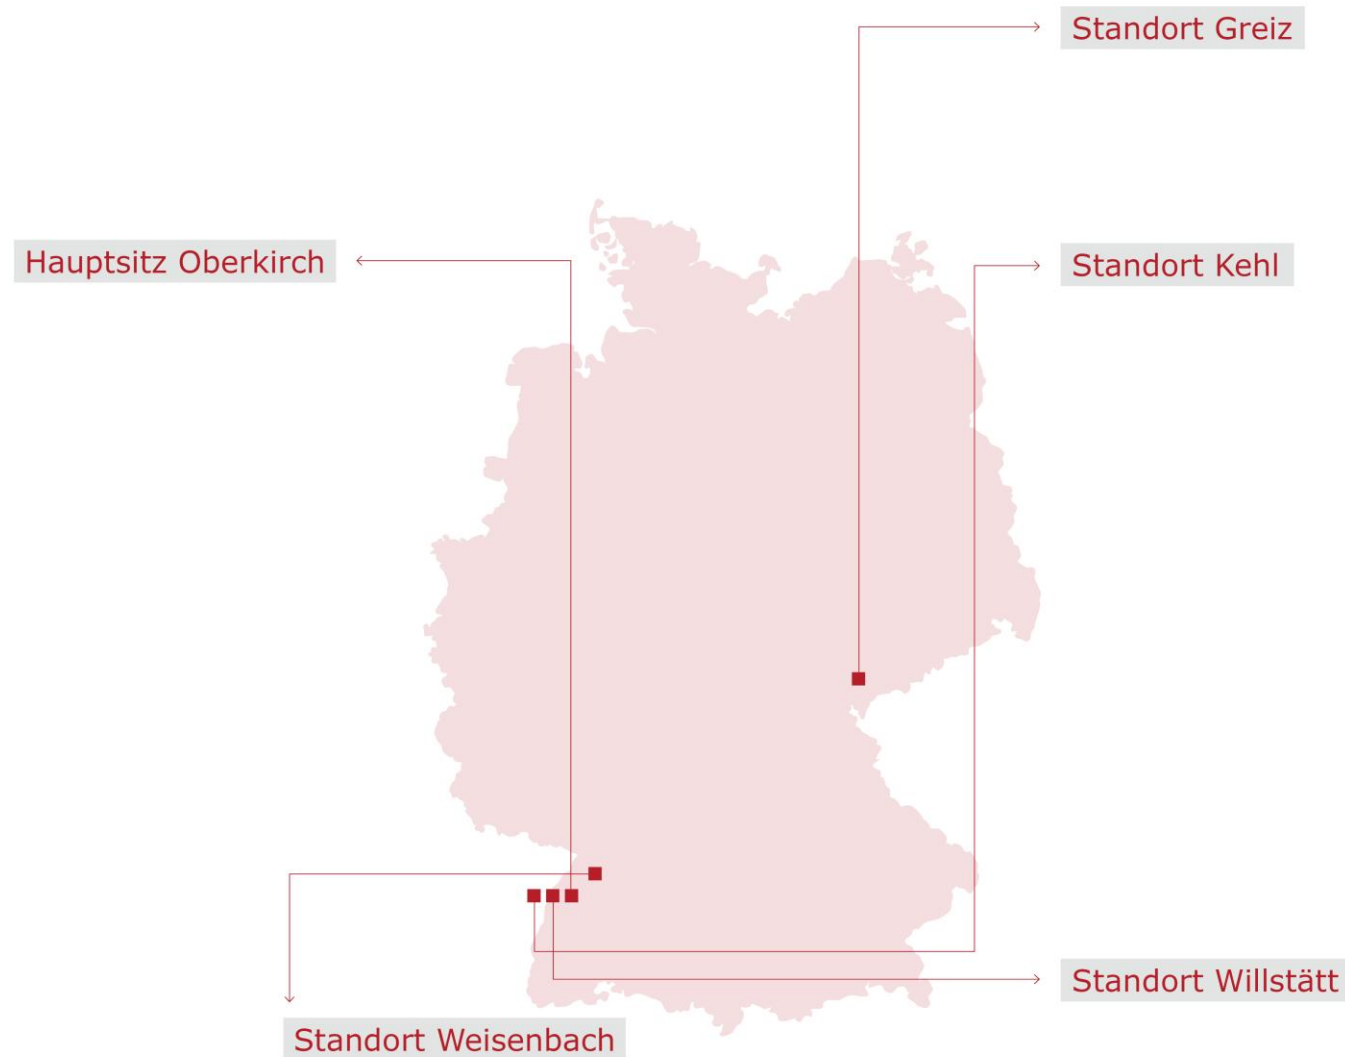 Standort Greiz
Hauptsitz Oberkirch
Standort Kehl
Standort Willstätt
Standort Weisenbach